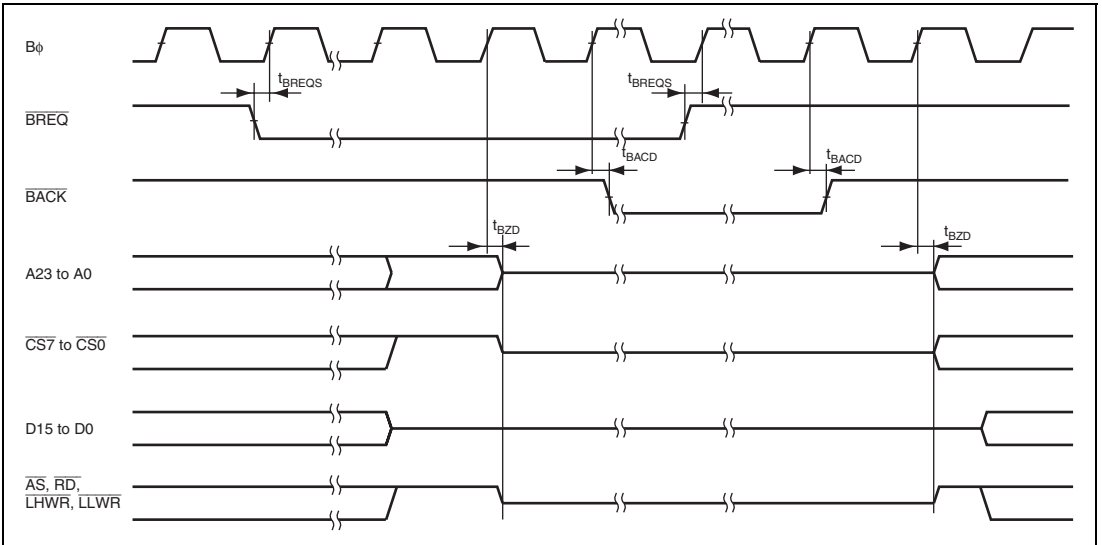 Bφ
tBREQS
tBREQS
BREQ
tBACD
tBACD
BACK
tBZD
tBZD
A23 to A0
CS7 to CS0
D15 to D0
AS, RD,
LHWR, LLWR